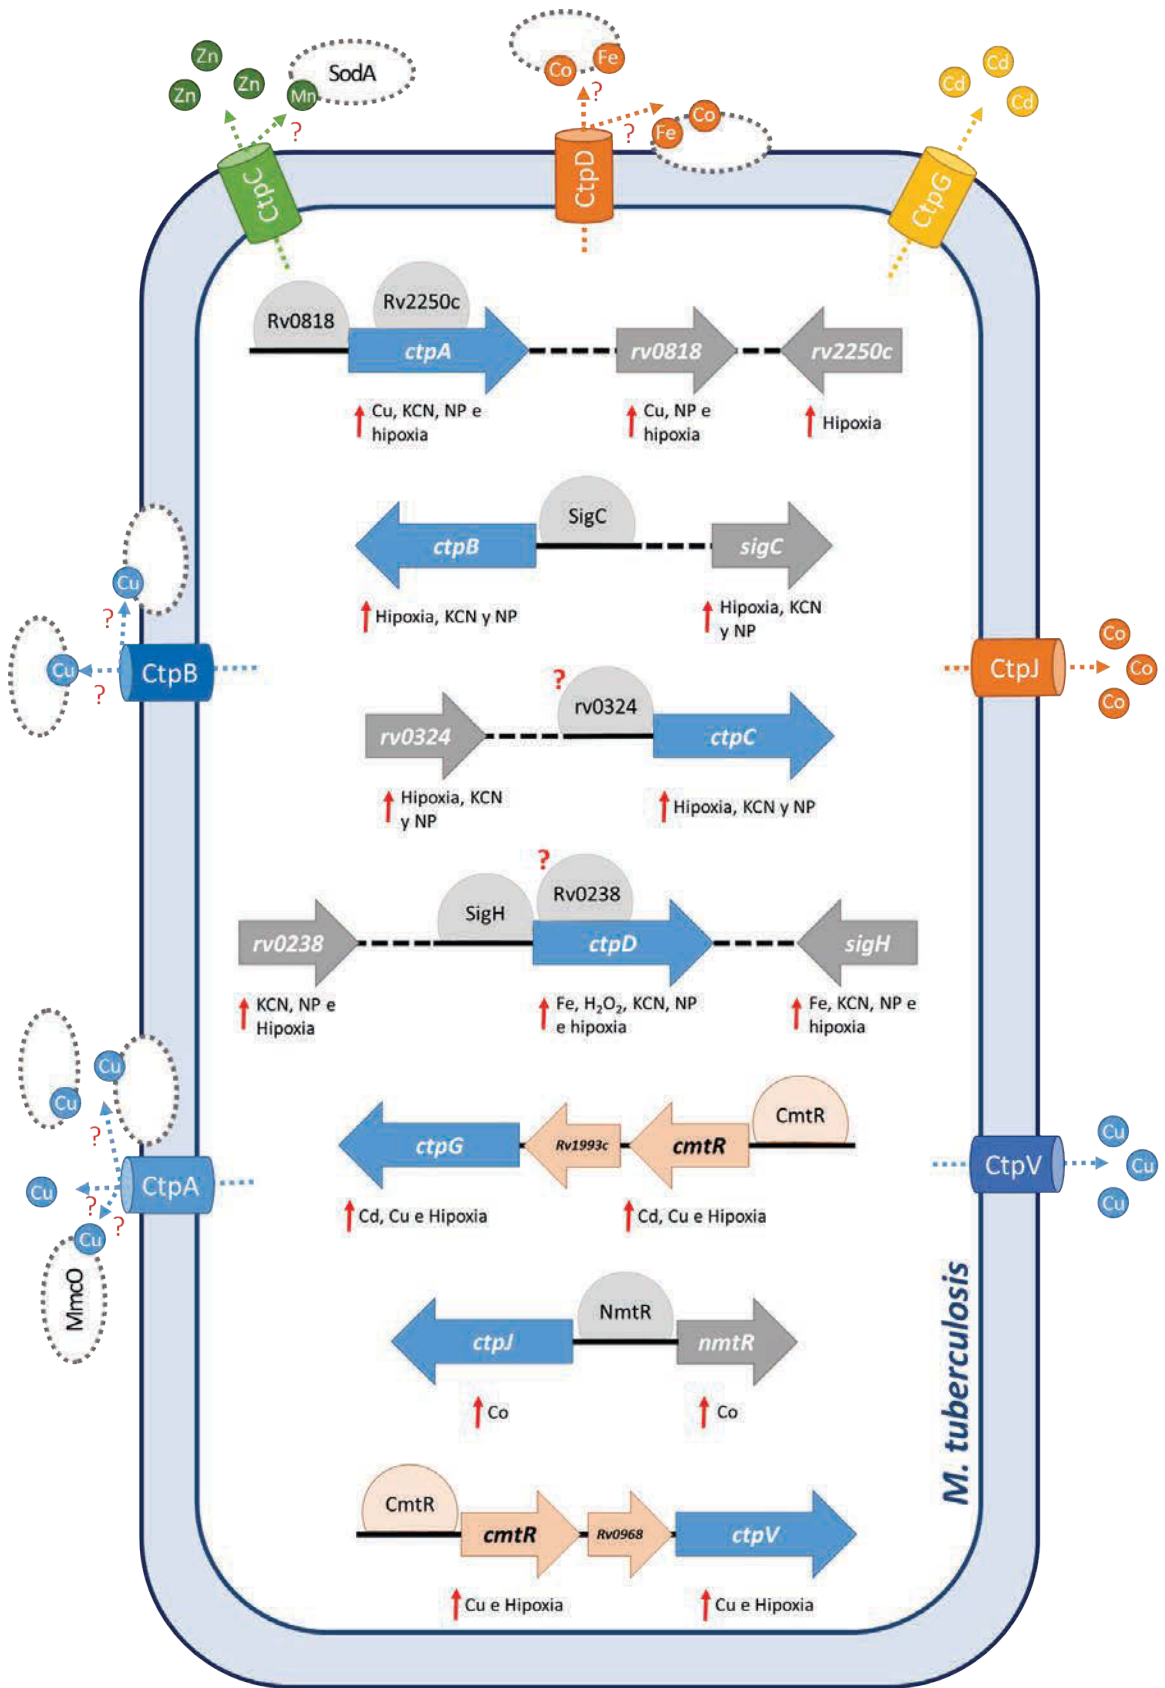 Zn
Zn
Zn
Mn
SodA
?
Co
Fe
?
?
Fe
Co
Cd
Cd
Cd
CtpC
CtpD
CtpG
Rv0818
Rv2250c
ctpA
rv0818
rv2250c
Cu, KCN, NP e
hipoxia
Cu, NP e
hipoxia
Hipoxia
SigC
ctpB
sigC
Hipoxia, KCN y NP
Hipoxia, KCN
y NP
Cu
?
Cu
?
CtpB
CtpJ
Co
Co
Co
?
rv0324
rv0324
ctpC
Hipoxia, KCN
y NP
Hipoxia, KCN y NP
?
SigH
Rv0238
rv0238
ctpD
sigH
KCN, NP e
Hipoxia
Fe, H₂O₂, KCN, NP
e hipoxia
Fe, KCN, NP e
hipoxia
Cu
Cu
?
Cu
?
?
Cu
MmcO
CtpA
CmtR
ctpG
Rv1993c
cmtR
Cd, Cu e Hipoxia
Cd, Cu e Hipoxia
CtpV
Cu
Cu
Cu
NmtR
ctpJ
nmtR
Co
Co
M. tuberculosis
CmtR
cmtR
Rv0968
ctpV
Cu e Hipoxia
Cu e Hipoxia